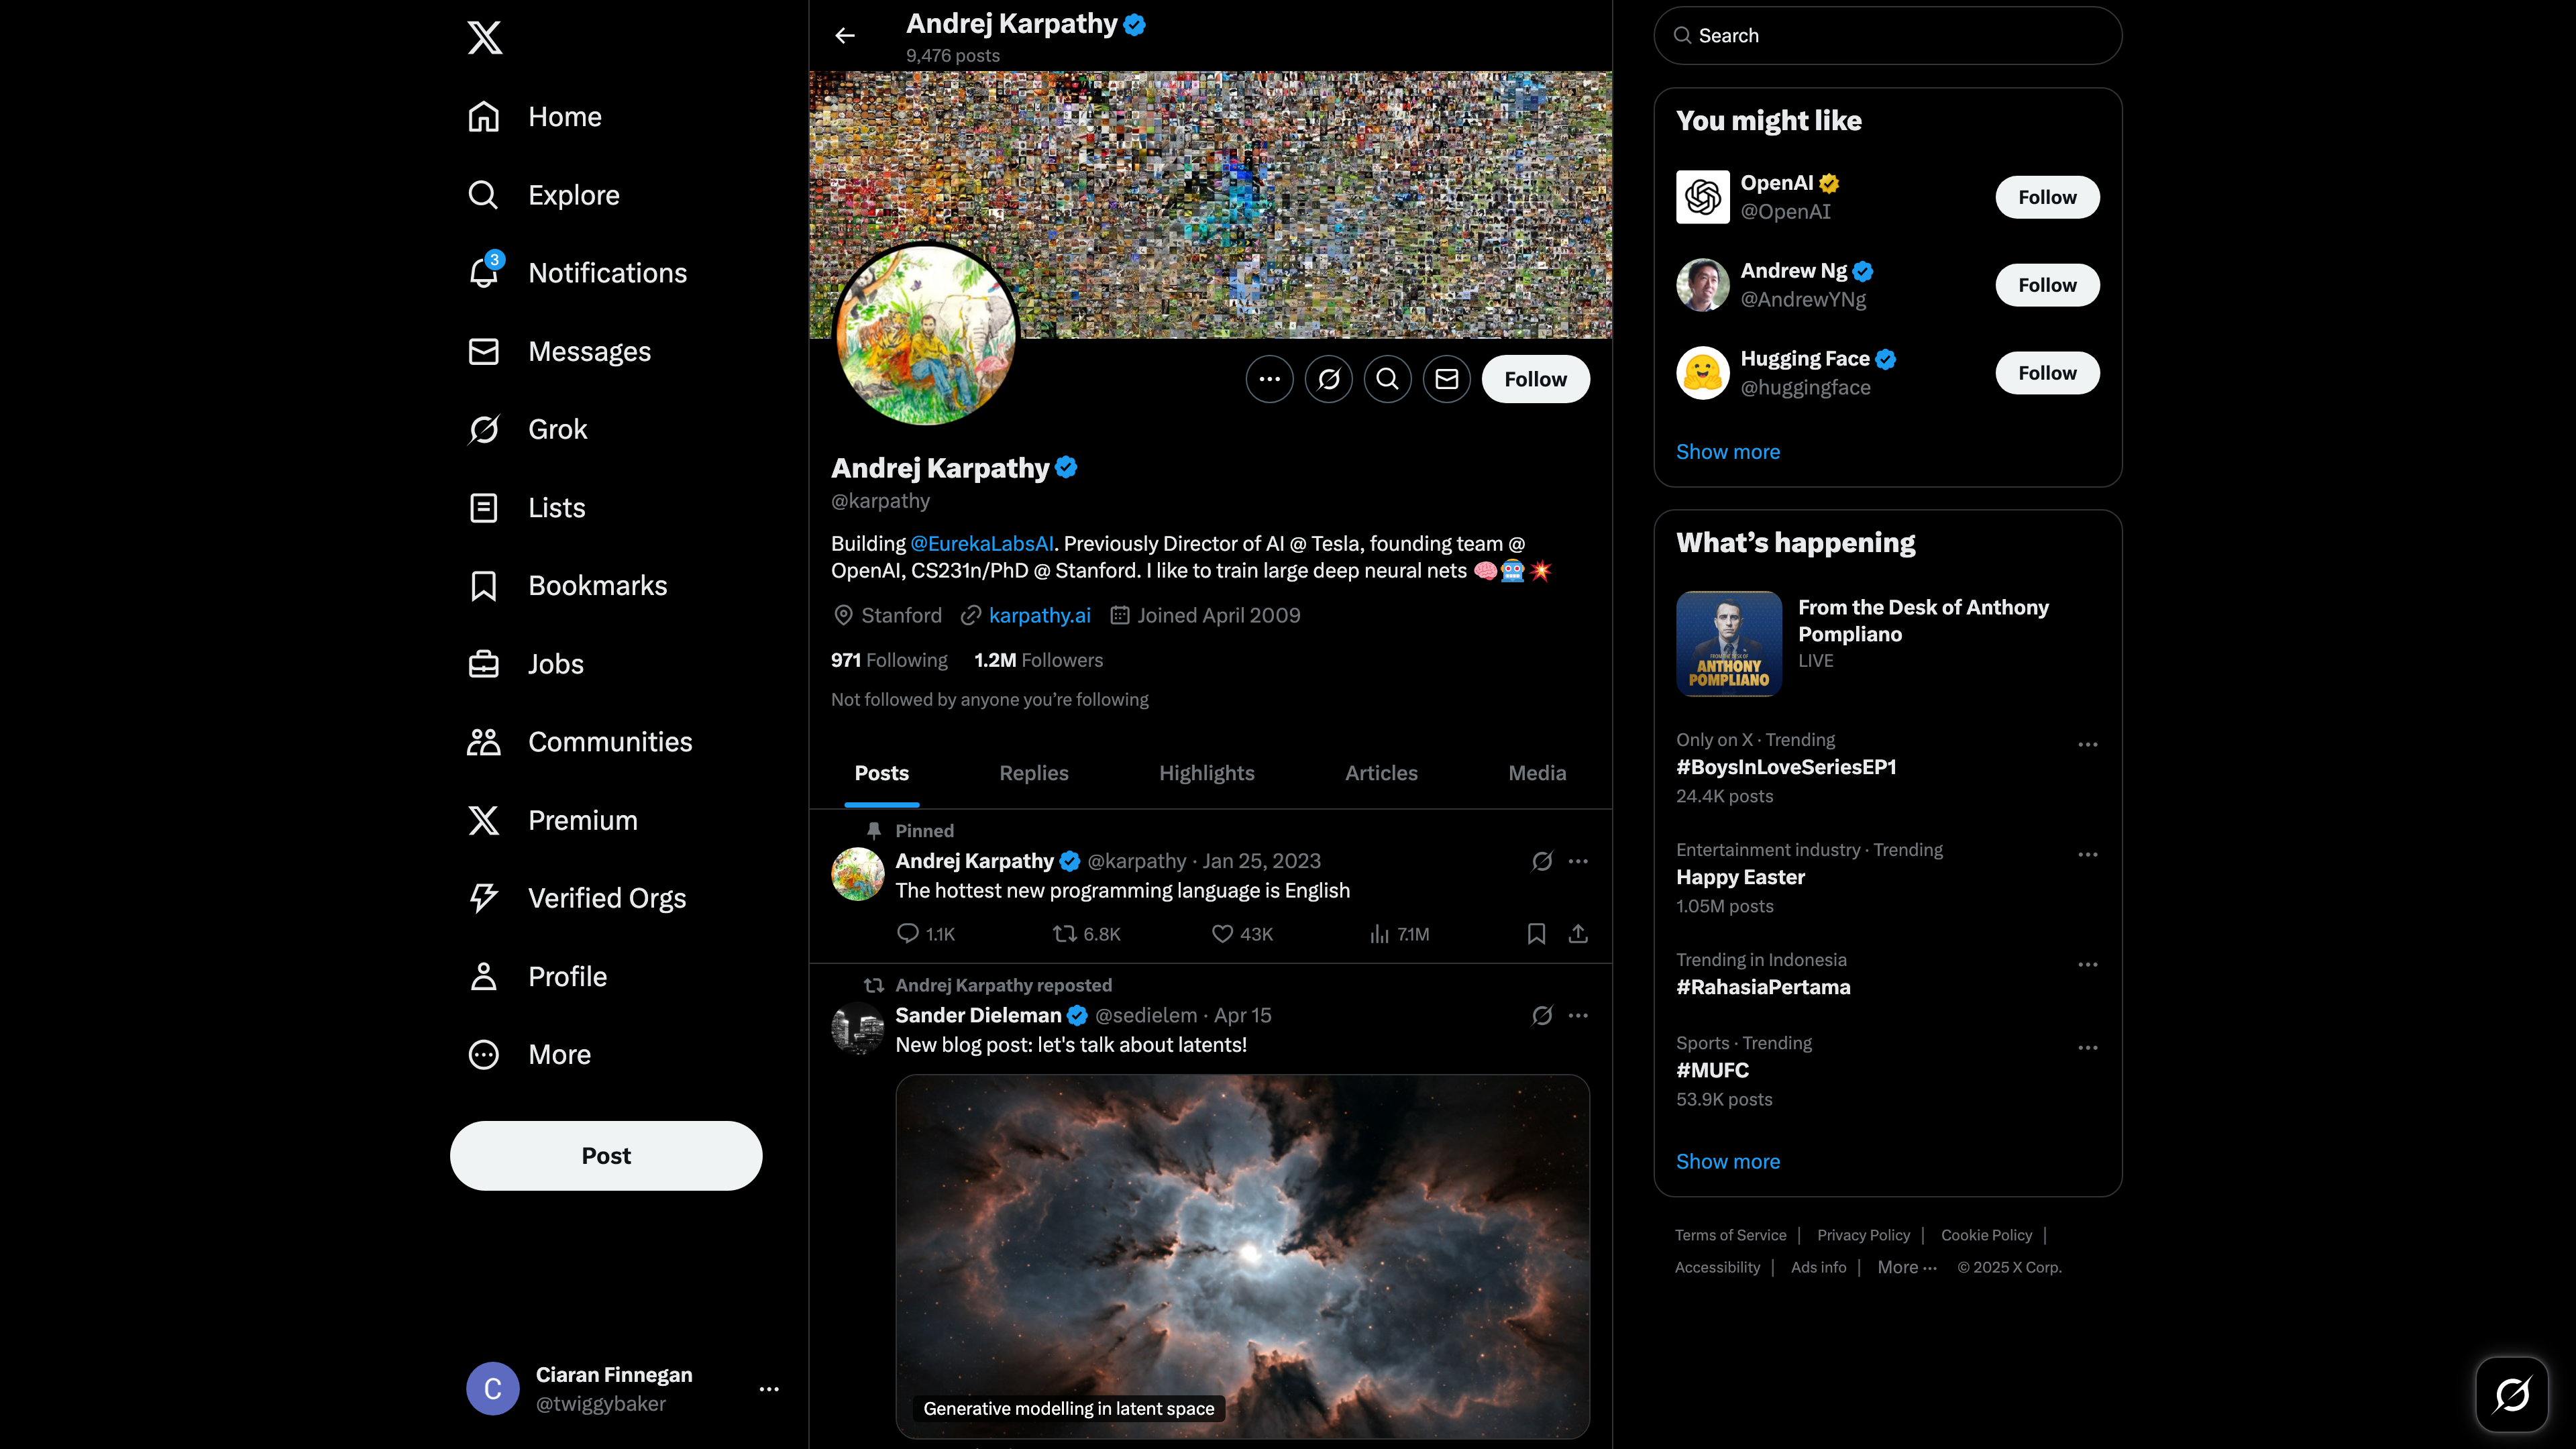 Home
Explore
3
Notifications
Messages
Grok
Lists
Bookmarks
Jobs
Communities
Premium
Verified Orgs
Profile
More
Post
C
Ciaran Finnegan
@twiggybaker
Andrej Karpathy
9,476 posts
Follow
Andrej Karpathy
@karpathy
Building @EurekaLabsAI. Previously Director of AI @ Tesla, founding team @
OpenAI, CS231n/PhD @ Stanford. I like to train large deep neural nets 🧠🤖💥
Stanford karpathy.ai Joined April 2009
971 Following 1.2M Followers
Not followed by anyone you're following
Posts Replies Highlights Articles Media
Pinned
Andrej Karpathy @karpathy · Jan 25, 2023
The hottest new programming language is English
1.1K 6.8K 43K 7.1M
Andrej Karpathy reposted
Sander Dieleman @sedielem · Apr 15
New blog post: let's talk about latents!
Generative modelling in latent space
Search
You might like
OpenAI
@OpenAI
Follow
Andrew Ng
@AndrewYNg
Follow
Hugging Face
@huggingface
Follow
Show more
What's happening
FROM THE DESK OF
ANTHONY
POMPLIANO
From the Desk of Anthony
Pompliano
LIVE
Only on X · Trending
#BoysInLoveSeriesEP1
24.4K posts
Entertainment industry · Trending
Happy Easter
1.05M posts
Trending in Indonesia
#RahasiaPertama
Sports · Trending
#MUFC
53.9K posts
Show more
Terms of Service | Privacy Policy | Cookie Policy |
Accessibility | Ads info | More ··· © 2025 X Corp.